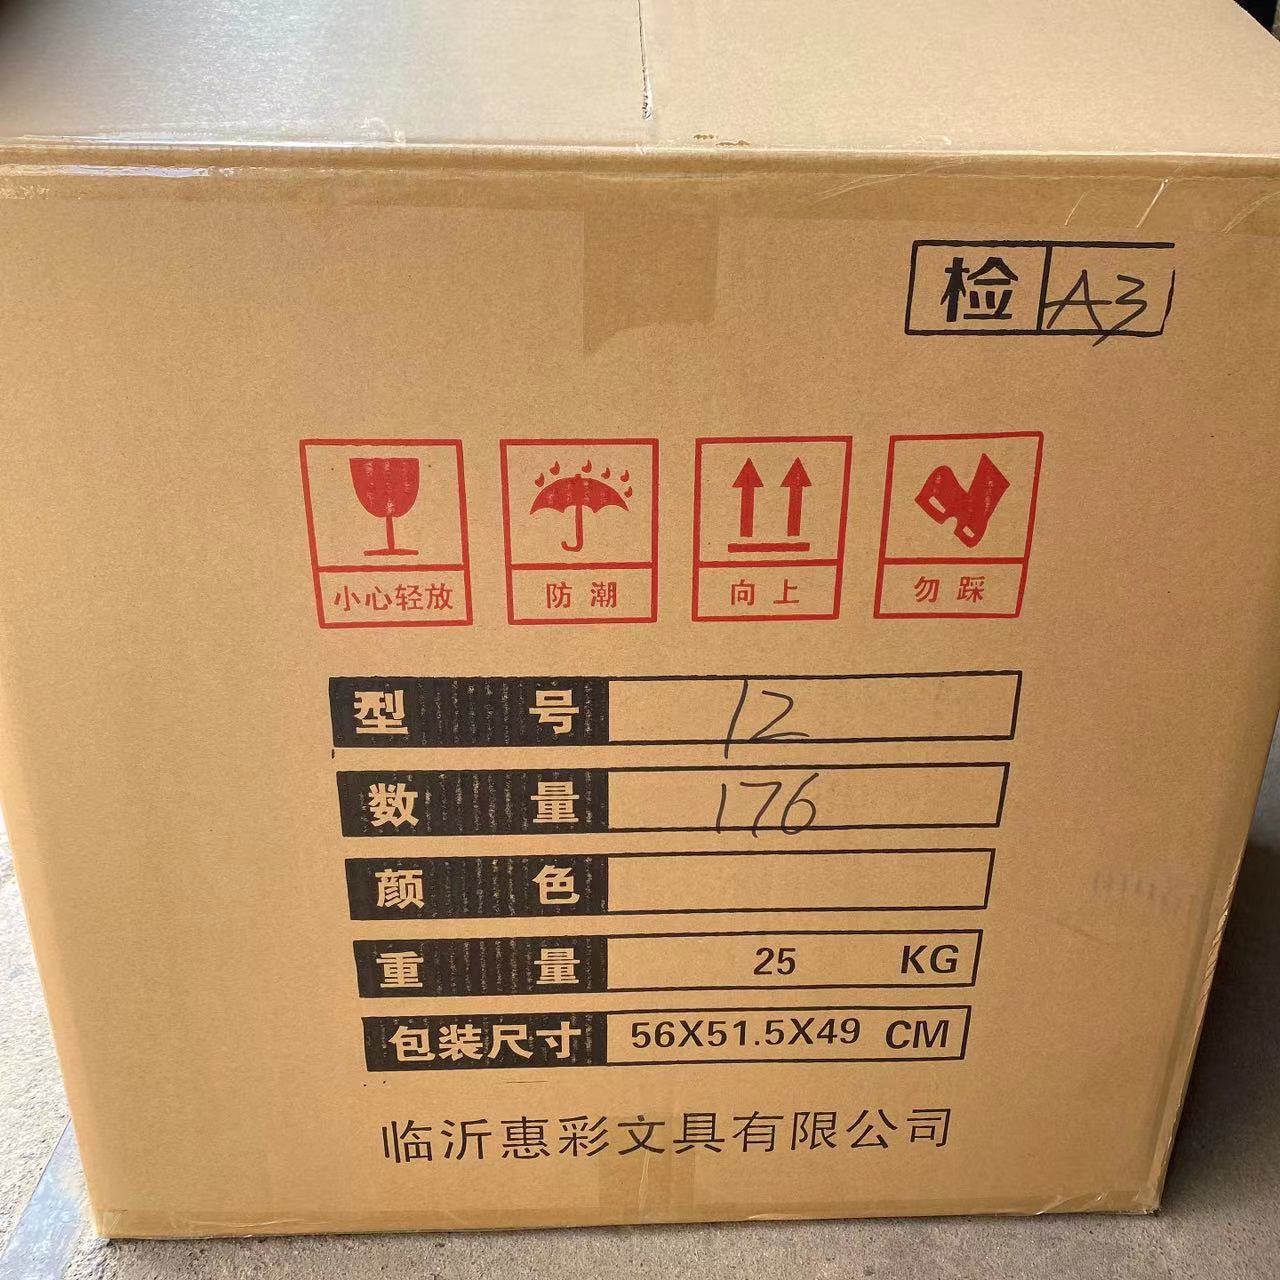 检 A3
小心轻放 防潮 向上 勿踩
型号 12
数量 176
颜色
重量 25 KG
包装尺寸 56X51.5X49 CM
临沂惠彩文具有限公司